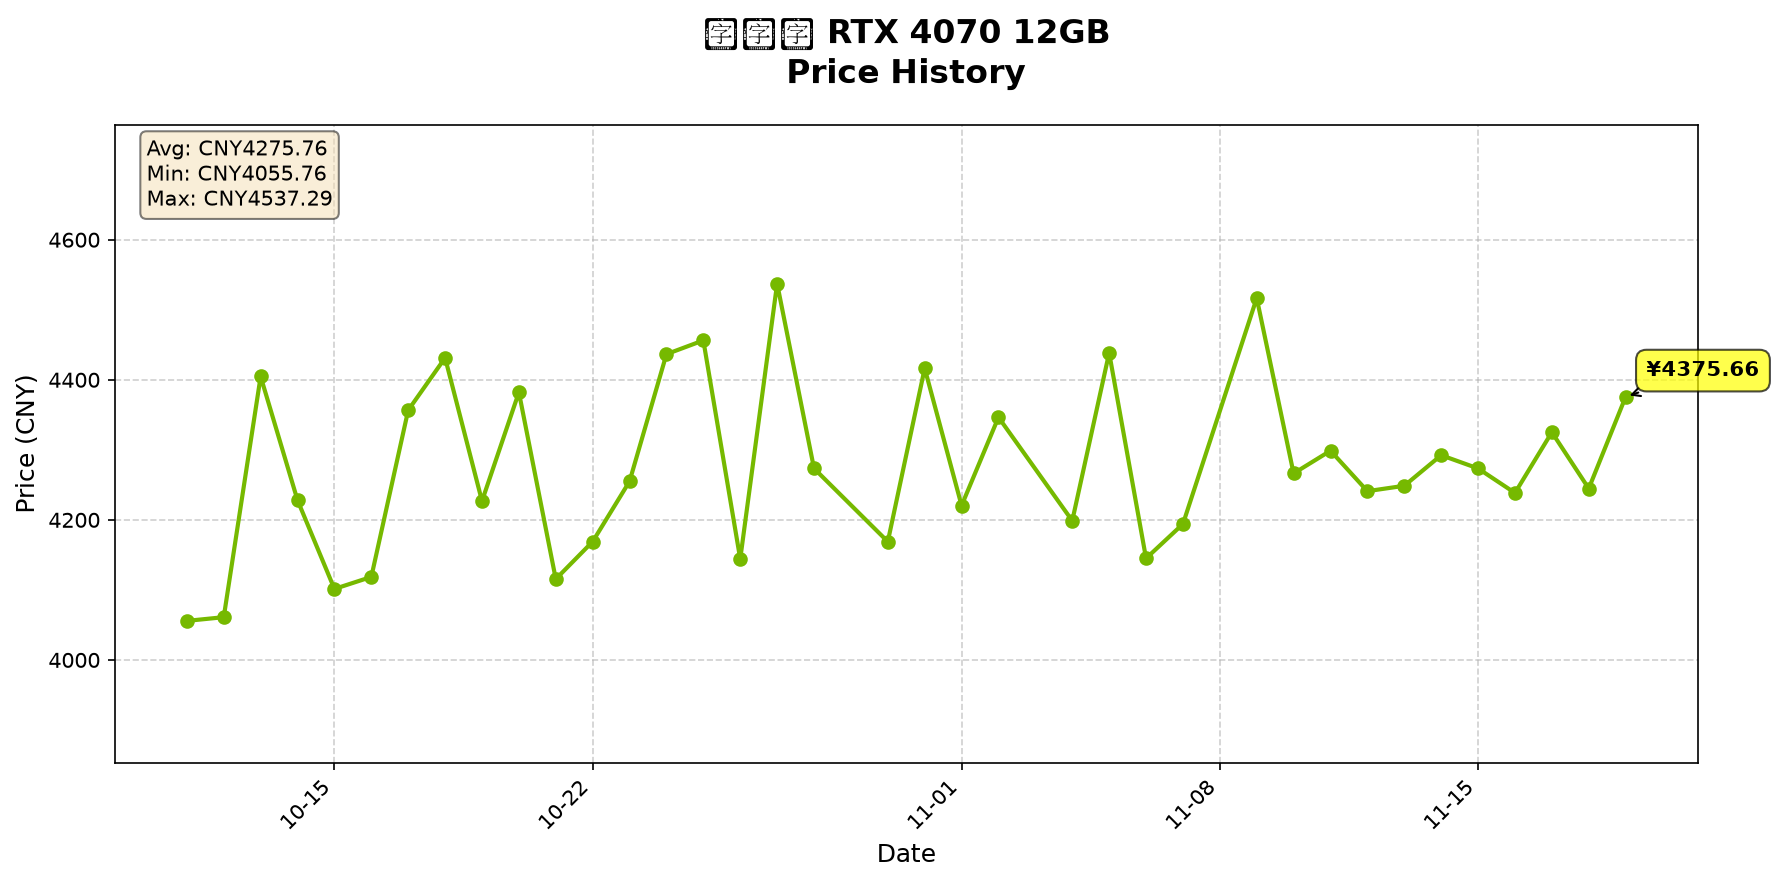 RTX 4070 12GB
Price History
Avg: CNY4275.76
Min: CNY4055.76
Max: CNY4537.29
¥4375.66
Price (CNY)
4600
4400
4200
4000
10-15
10-22
11-01
11-08
11-15
Date